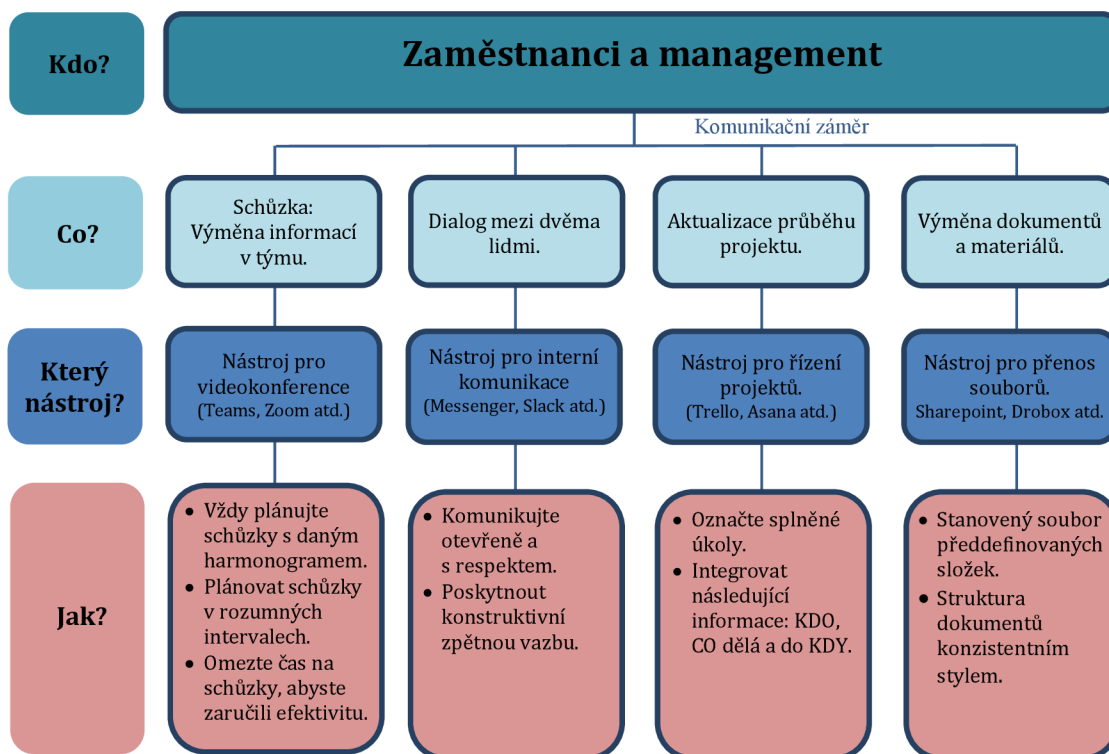 Kdo?
Zaměstnanci a management
Komunikační záměr
Co?
Schůzka:
Výměna informací
v týmu.
Dialog mezi dvěma
lidmi.
Aktualizace průběhu
projektu.
Výměna dokumentů
a materiálů.
Který
nástroj?
Nástroj pro
videokonference
(Teams, Zoom atd.)
Nástroj pro interní
komunikace
(Messenger, Slack atd.)
Nástroj pro řízení
projektů.
(Trello, Asana atd.)
Nástroj pro přenos
souborů.
Sharepoint, Drobox atd.
Jak?
• Vždy plánujte
schůzky s daným
harmonogramem.
• Plánovat schůzky
v rozumných
intervalech.
• Omezte čas na
schůzky, abyste
zaručili efektivitu.
• Komunikujte
otevřeně a
s respektem.
• Poskytnout
konstruktivní
zpětnou vazbu.
• Označte splněné
úkoly.
• Integrovat
následující
informace: KDO,
CO dělá a do KDY.
• Stanovený soubor
předdefinovaných
složek.
• Struktura
dokumentů
konzistentním
stylem.